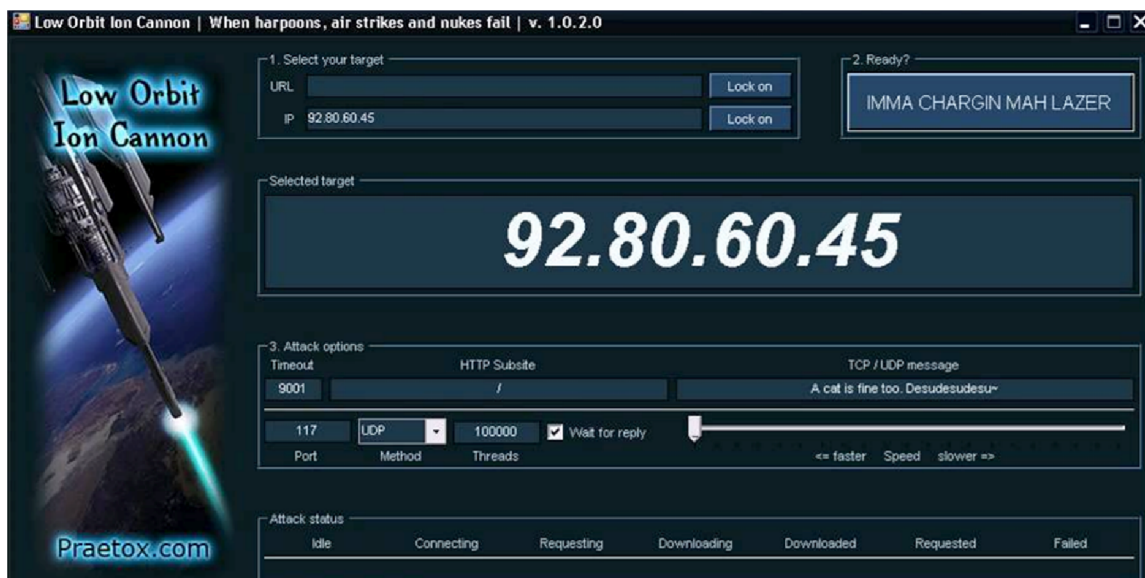 Low Orbit Ion Cannon | When harpoons, air strikes and nukes fail | v. 1.0.2.0
Low Orbit
Ion Cannon
Praetox.com
1. Select your target
URL Lock on
IP 92.80.60.45 Lock on
2. Ready?
IMMA CHARGIN MAH LAZER
Selected target
92.80.60.45
3. Attack options
Timeout HTTP Subsite TCP / UDP message
9001 / A cat is fine too. Desudesudesu~
117 UDP 100000 Wait for reply
Port Method Threads <= faster Speed slower =>
Attack status
Idle Connecting Requesting Downloading Downloaded Requested Failed